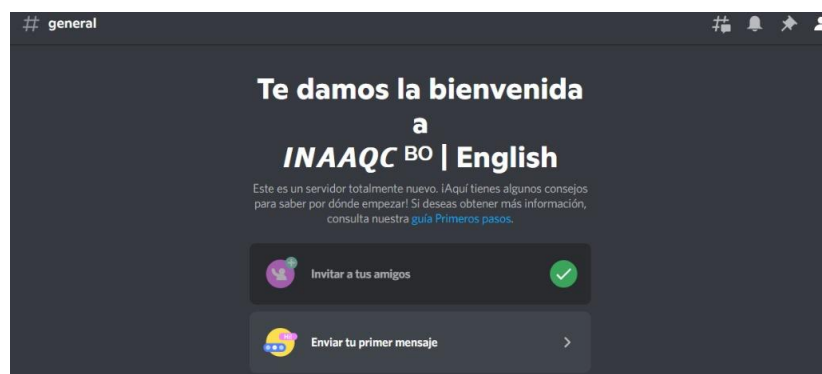 general
Te damos la bienvenida
a
INAAQC ᴮᴼ | English
Este es un servidor totalmente nuevo. ¡Aquí tienes algunos consejos
para saber por dónde empezar! Si deseas obtener más información,
consulta nuestra guía Primeros pasos.
Invitar a tus amigos
Enviar tu primer mensaje